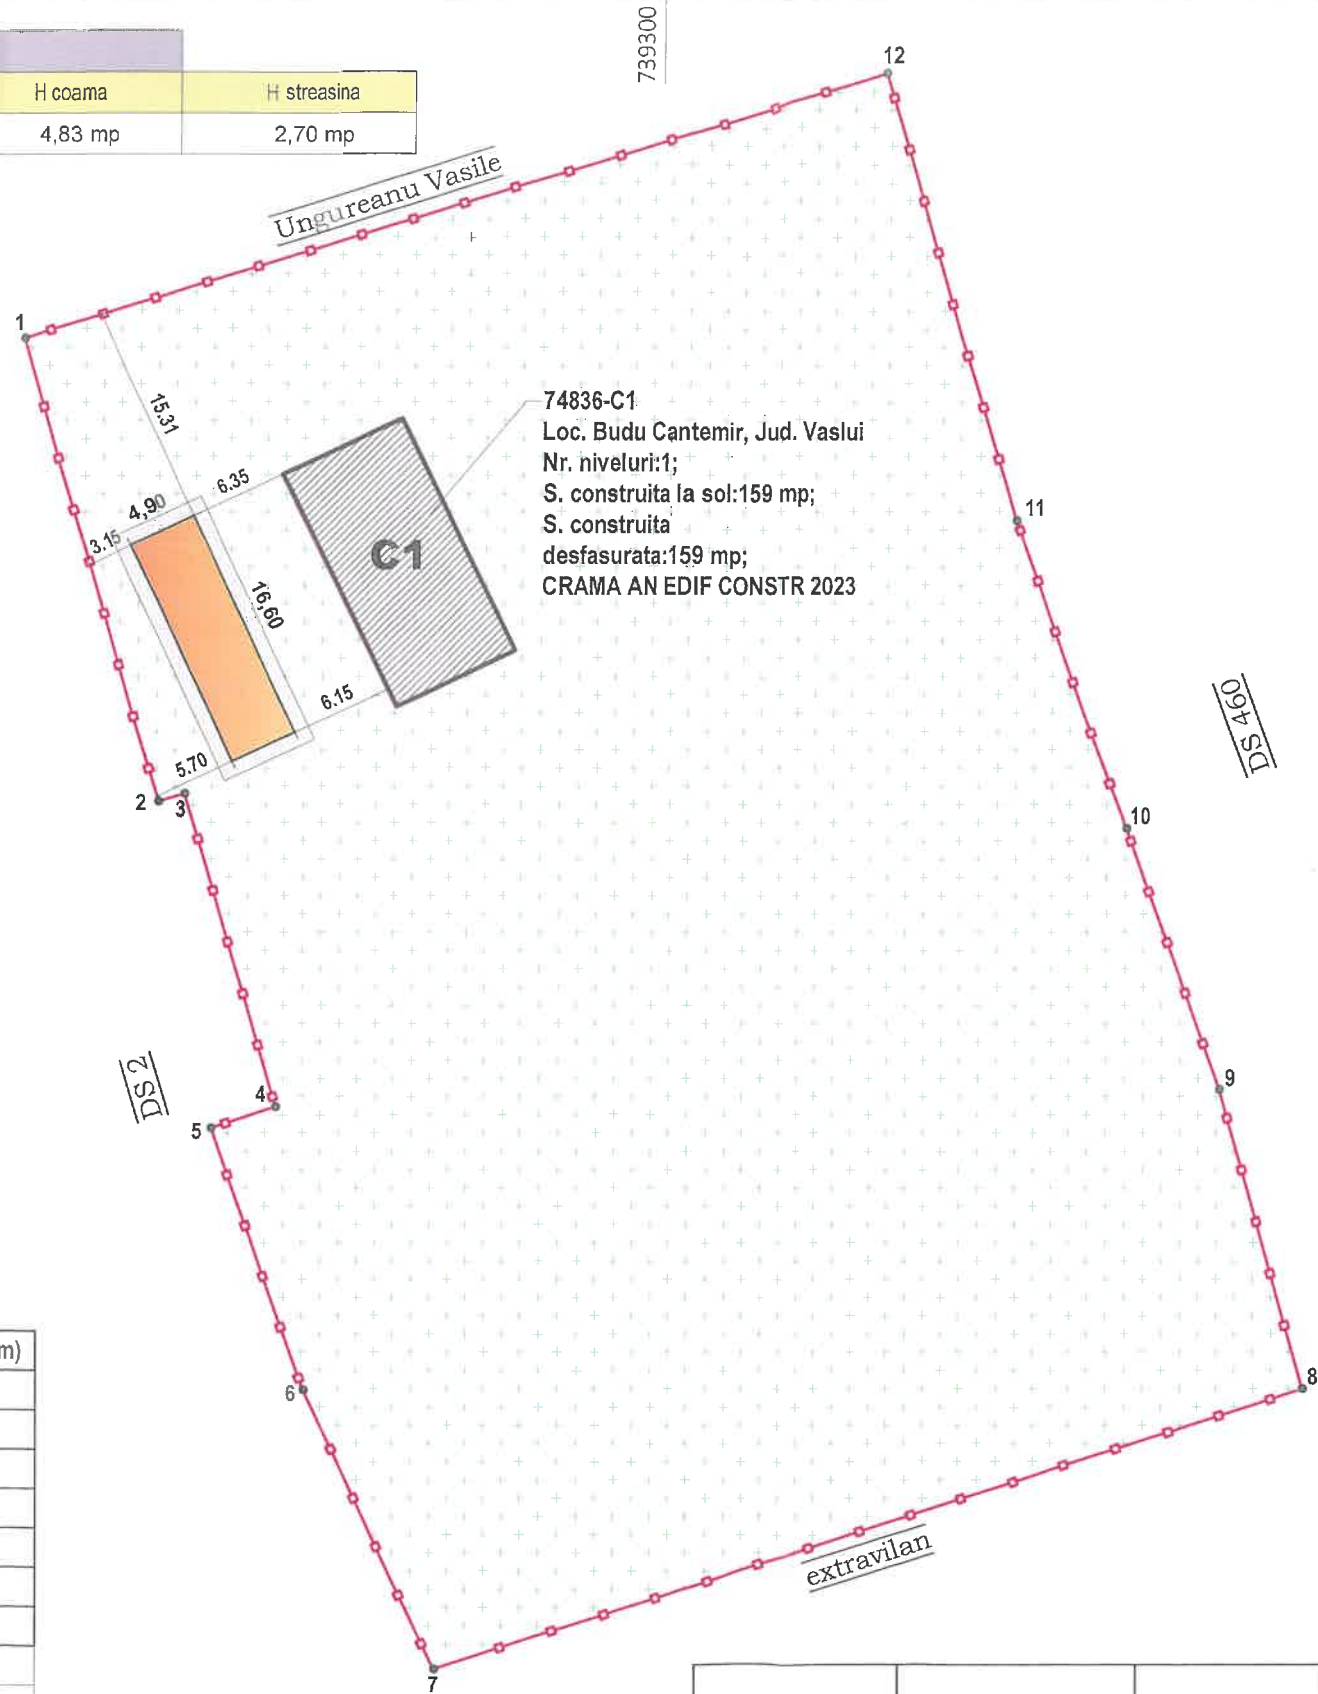 739300
H coama H streasina
4,83 mp 2,70 mp
12
Ungureanu Vasile
1
15.31
74836-C1
Loc. Budu Cantemir, Jud. Vaslui
Nr. niveluri:1;
S. construita la sol:159 mp;
S. construita
desfasurata:159 mp;
CRAMA AN EDIF CONSTR 2023
6.35
4,90
3.15
C1
11
16,60
6.15
DS 460
5.70
2
3
10
DS 2
4
9
5
m)
6
8
extravilan
7